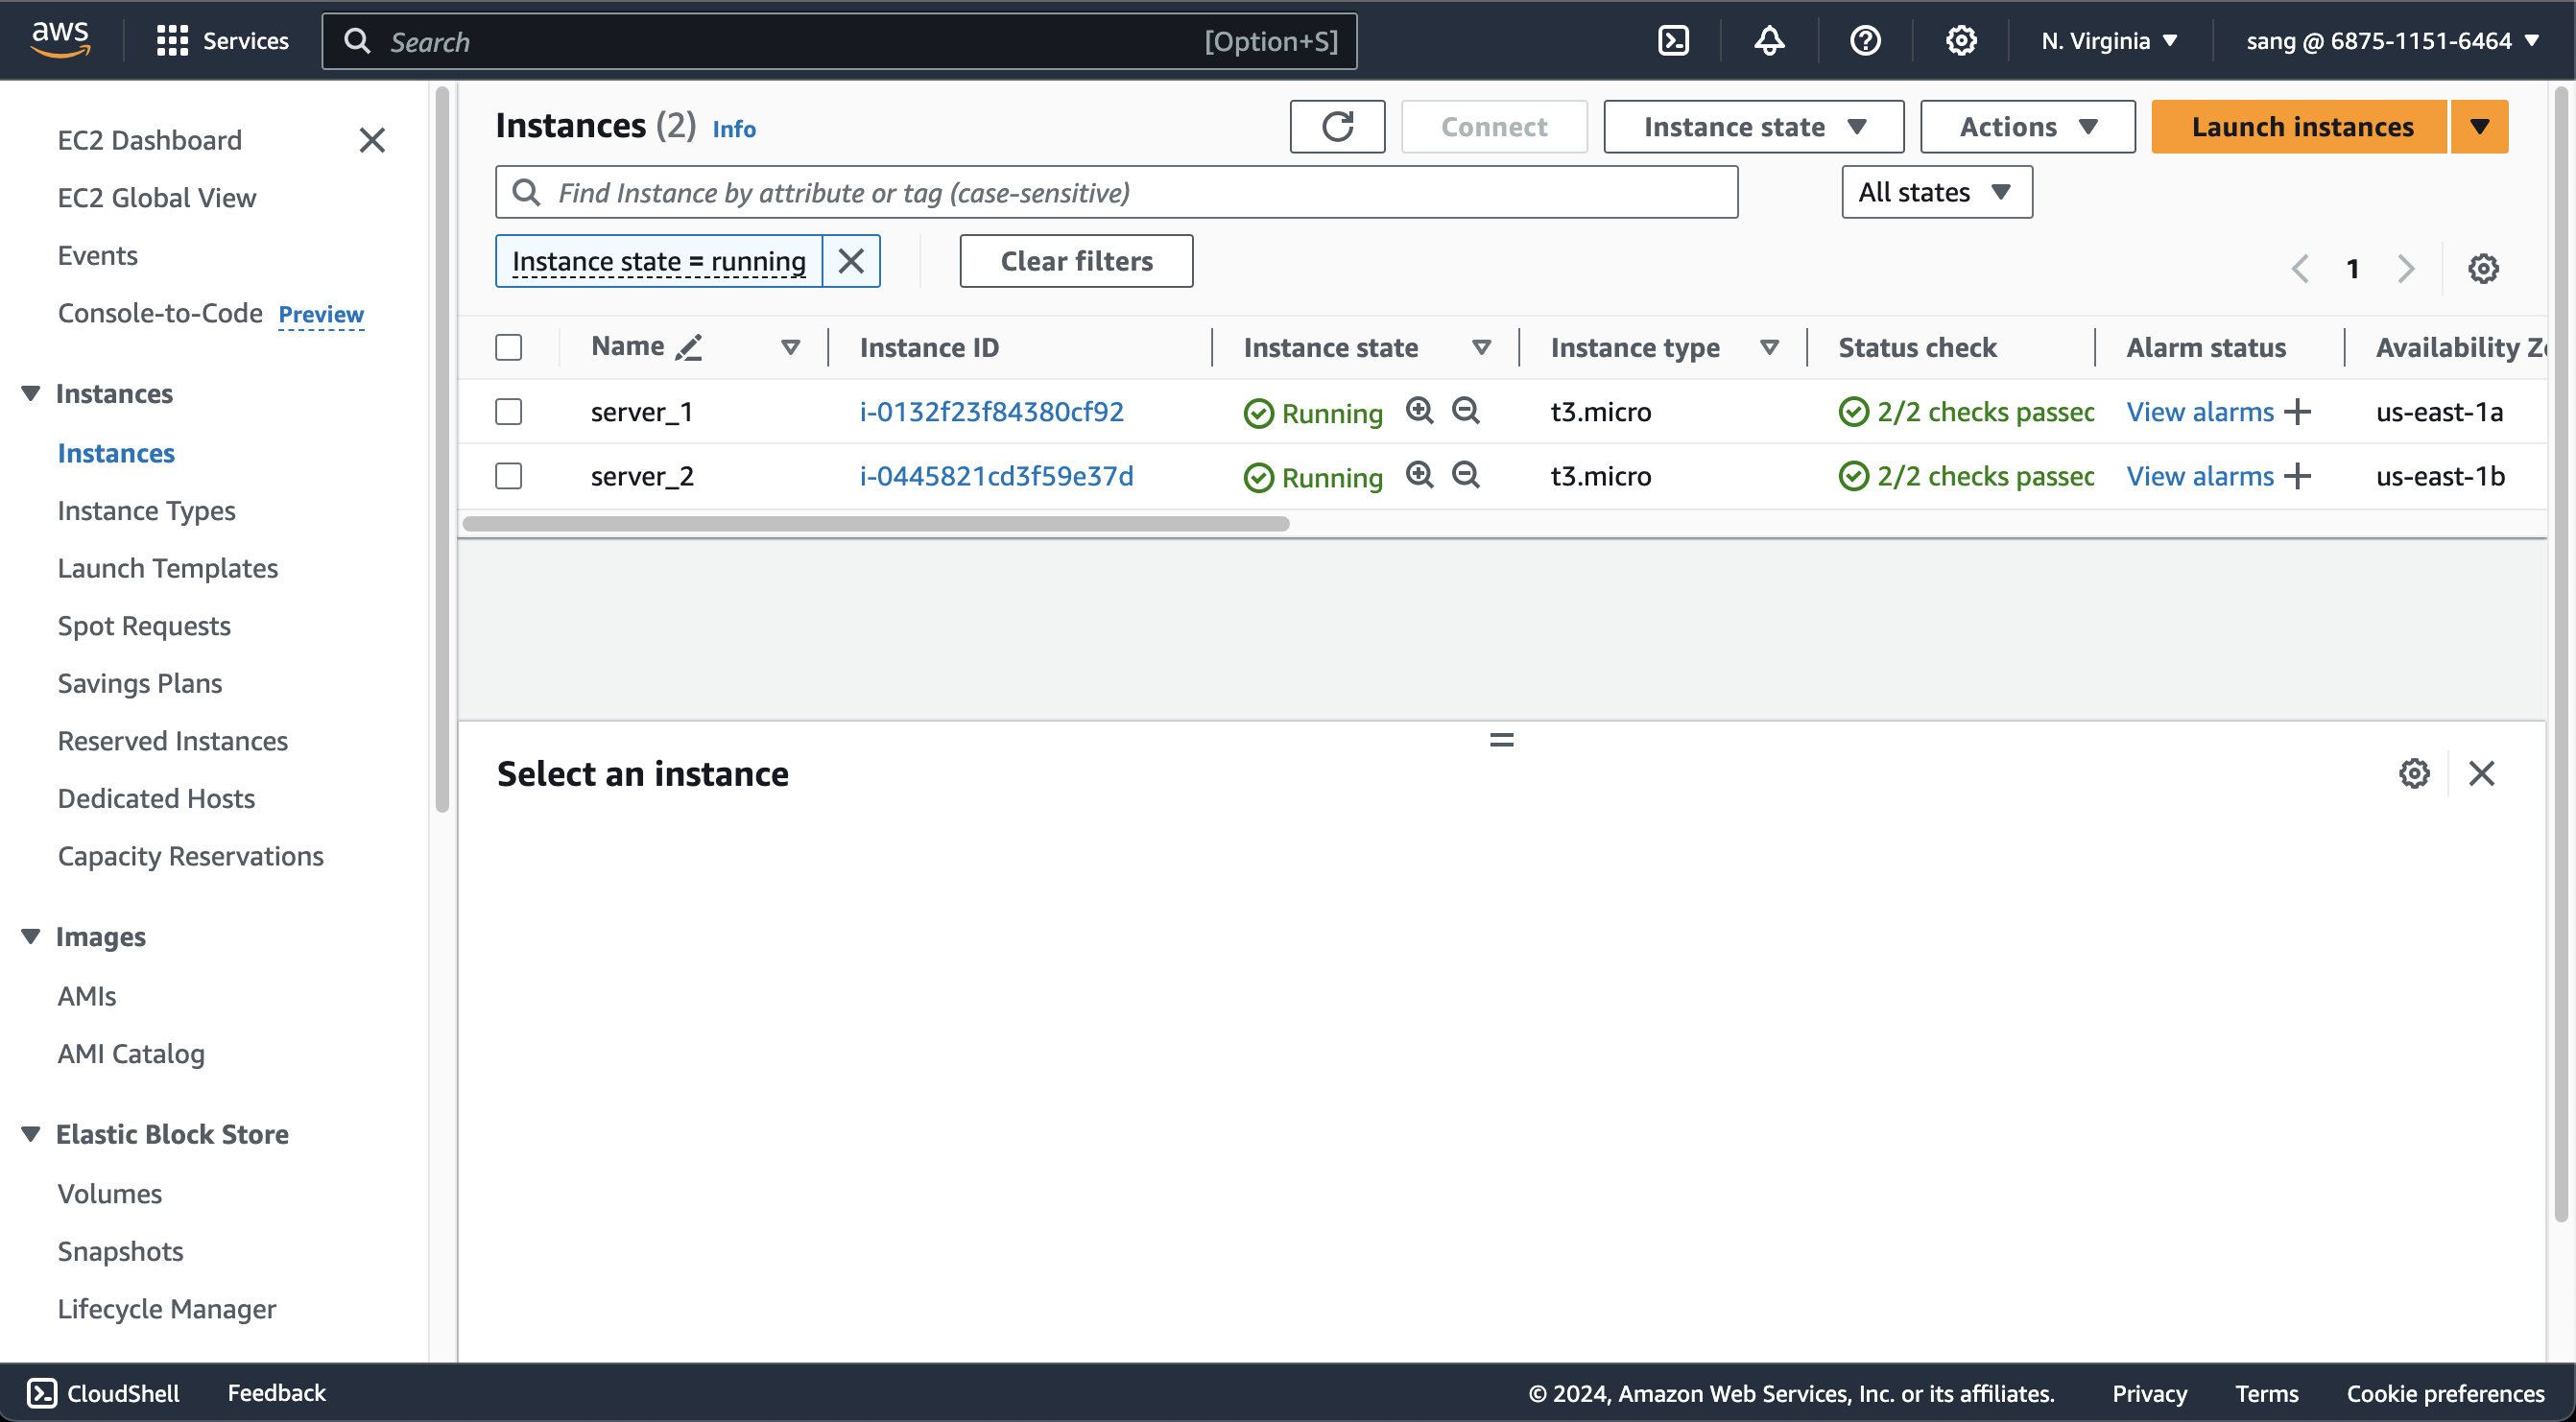 aws
Services
Search [Option+S]
N. Virginia
sang @ 6875-1151-6464
EC2 Dashboard
EC2 Global View
Events
Console-to-Code Preview
Instances
Instances
Instance Types
Launch Templates
Spot Requests
Savings Plans
Reserved Instances
Dedicated Hosts
Capacity Reservations
Images
AMIs
AMI Catalog
Elastic Block Store
Volumes
Snapshots
Lifecycle Manager
Instances (2) Info
Connect
Instance state
Actions
Launch instances
Find Instance by attribute or tag (case-sensitive)
All states
Instance state = running
Clear filters
1
Name Instance ID Instance state Instance type Status check Alarm status Availability Z
server_1 i-0132f23f84380cf92 Running t3.micro 2/2 checks passec View alarms + us-east-1a
server_2 i-0445821cd3f59e37d Running t3.micro 2/2 checks passec View alarms + us-east-1b
Select an instance
CloudShell Feedback © 2024, Amazon Web Services, Inc. or its affiliates. Privacy Terms Cookie preferences